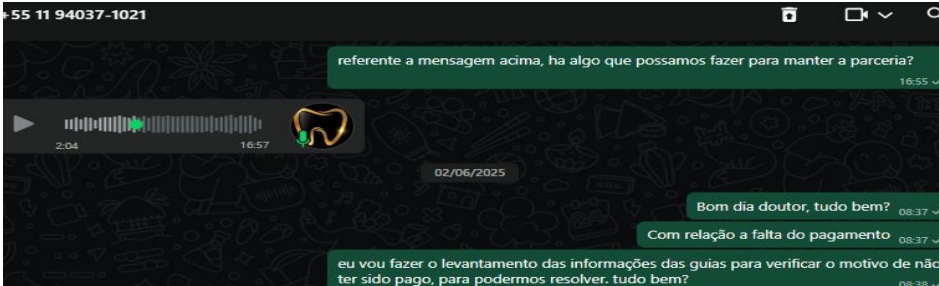 +55 11 94037-1021
referente a mensagem acima, ha algo que possamos fazer para manter a parceria?
16:55
2:04
16:57
02/06/2025
Bom dia doutor, tudo bem? 08:37
Com relação a falta do pagamento 08:37
eu vou fazer o levantamento das informações das guias para verificar o motivo de não
ter sido pago, para podermos resolver. tudo bem?
08:38